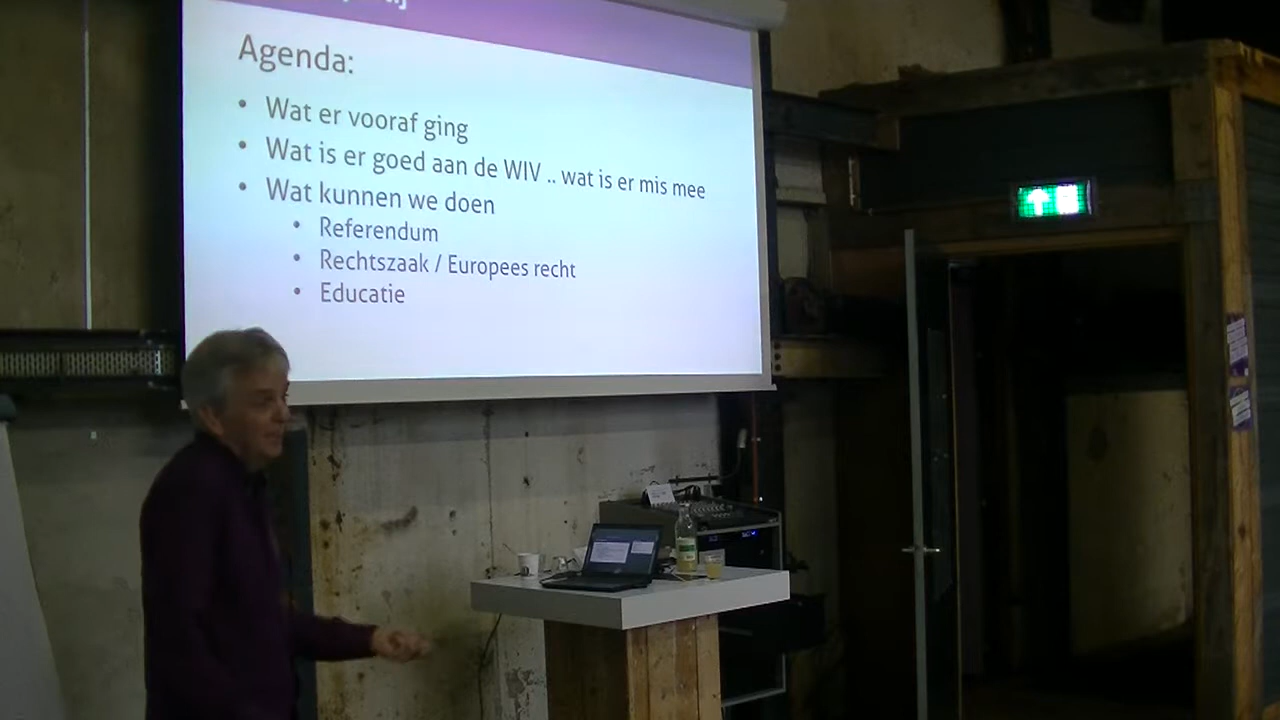 Agenda:
• Wat er vooraf ging
• Wat is er goed aan de WIV .. wat is er mis mee
• Wat kunnen we doen
• Referendum
• Rechtszaak / Europees recht
• Educatie